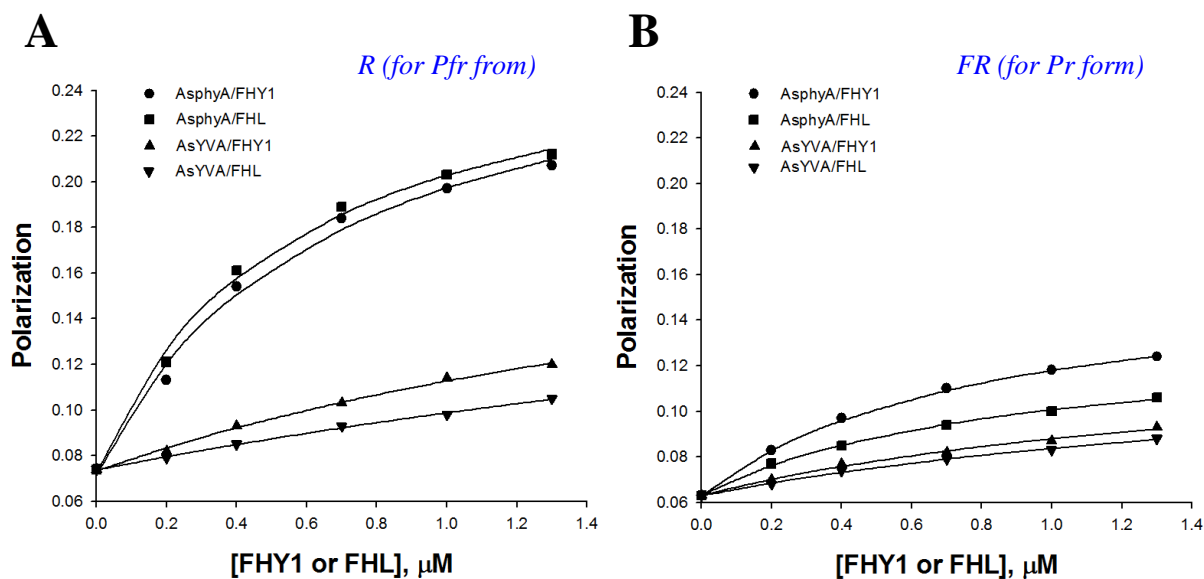 A
R (for Pfr from)
AsphyA/FHY1
AsphyA/FHL
AsYVA/FHY1
AsYVA/FHL
0.24
0.22
0.20
0.18
0.16
0.14
0.12
0.10
0.08
0.06
Polarization
0.0 0.2 0.4 0.6 0.8 1.0 1.2 1.4
[FHY1 or FHL], μM
B
FR (for Pr form)
AsphyA/FHY1
AsphyA/FHL
AsYVA/FHY1
AsYVA/FHL
0.24
0.22
0.20
0.18
0.16
0.14
0.12
0.10
0.08
0.06
Polarization
0.0 0.2 0.4 0.6 0.8 1.0 1.2 1.4
[FHY1 or FHL], μM